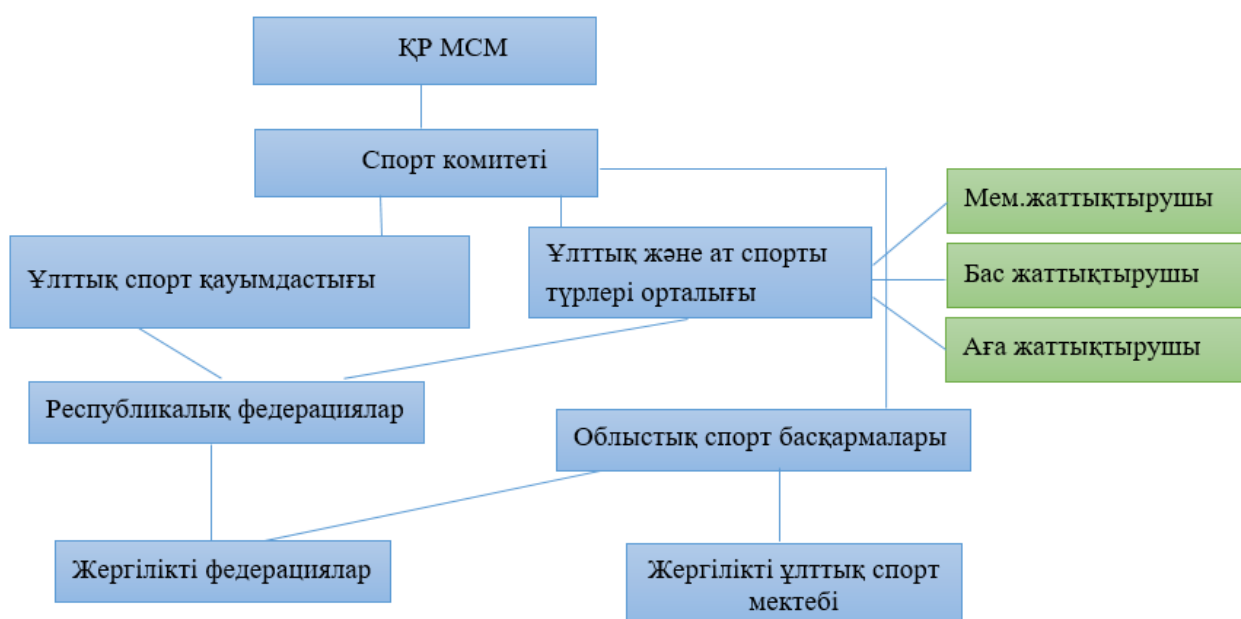 ҚР МСМ
Спорт комитеті
Мем.жаттықтырушы
Ұлттық спорт қауымдастығы
Ұлттық және ат спорты
түрлері орталығы
Бас жаттықтырушы
Аға жаттықтырушы
Республикалық федерациялар
Облыстық спорт басқармалары
Жергілікті федерациялар
Жергілікті ұлттық спорт
мектебі